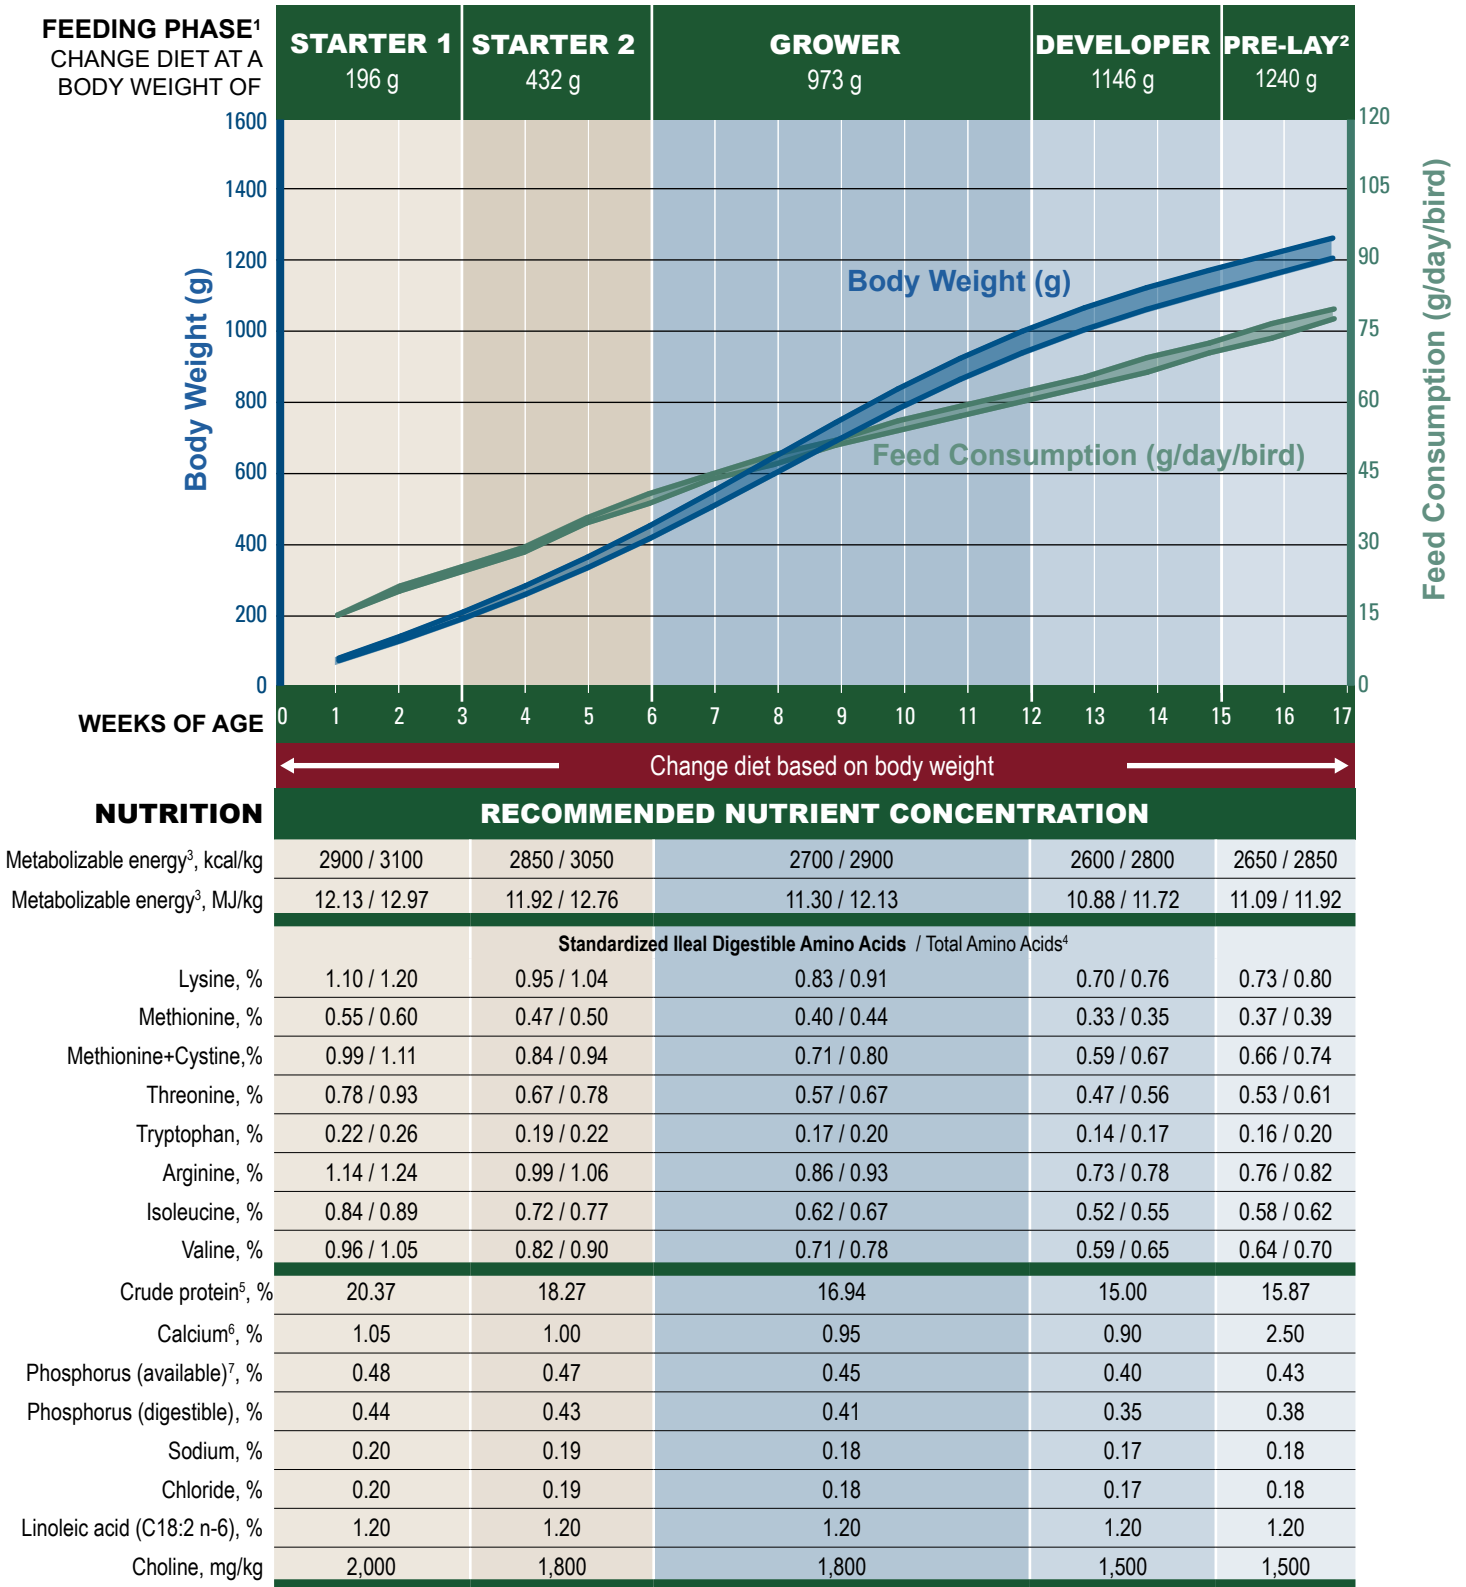 FEEDING PHASE¹
CHANGE DIET AT A
BODY WEIGHT OF
STARTER 1
196 g
STARTER 2
432 g
GROWER
973 g
DEVELOPER
1146 g
PRE-LAY²
1240 g
Body Weight (g)
1600
1400
1200
1000
800
600
400
200
0
Body Weight (g)
Feed Consumption (g/day/bird)
120
105
90
75
60
45
30
15
0
Feed Consumption (g/day/bird)
WEEKS OF AGE 0 1 2 3 4 5 6 7 8 9 10 11 12 13 14 15 16 17
Change diet based on body weight
NUTRITION RECOMMENDED NUTRIENT CONCENTRATION
Metabolizable energy³, kcal/kg 2900 / 3100 2850 / 3050 2700 / 2900 2600 / 2800 2650 / 2850
Metabolizable energy³, MJ/kg 12.13 / 12.97 11.92 / 12.76 11.30 / 12.13 10.88 / 11.72 11.09 / 11.92
Standardized Ileal Digestible Amino Acids / Total Amino Acids⁴
Lysine, % 1.10 / 1.20 0.95 / 1.04 0.83 / 0.91 0.70 / 0.76 0.73 / 0.80
Methionine, % 0.55 / 0.60 0.47 / 0.50 0.40 / 0.44 0.33 / 0.35 0.37 / 0.39
Methionine+Cystine,% 0.99 / 1.11 0.84 / 0.94 0.71 / 0.80 0.59 / 0.67 0.66 / 0.74
Threonine, % 0.78 / 0.93 0.67 / 0.78 0.57 / 0.67 0.47 / 0.56 0.53 / 0.61
Tryptophan, % 0.22 / 0.26 0.19 / 0.22 0.17 / 0.20 0.14 / 0.17 0.16 / 0.20
Arginine, % 1.14 / 1.24 0.99 / 1.06 0.86 / 0.93 0.73 / 0.78 0.76 / 0.82
Isoleucine, % 0.84 / 0.89 0.72 / 0.77 0.62 / 0.67 0.52 / 0.55 0.58 / 0.62
Valine, % 0.96 / 1.05 0.82 / 0.90 0.71 / 0.78 0.59 / 0.65 0.64 / 0.70
Crude protein⁵, % 20.37 18.27 16.94 15.00 15.87
Calcium⁶, % 1.05 1.00 0.95 0.90 2.50
Phosphorus (available)⁷, % 0.48 0.47 0.45 0.40 0.43
Phosphorus (digestible), % 0.44 0.43 0.41 0.35 0.38
Sodium, % 0.20 0.19 0.18 0.17 0.18
Chloride, % 0.20 0.19 0.18 0.17 0.18
Linoleic acid (C18:2 n-6), % 1.20 1.20 1.20 1.20 1.20
Choline, mg/kg 2,000 1,800 1,800 1,500 1,500